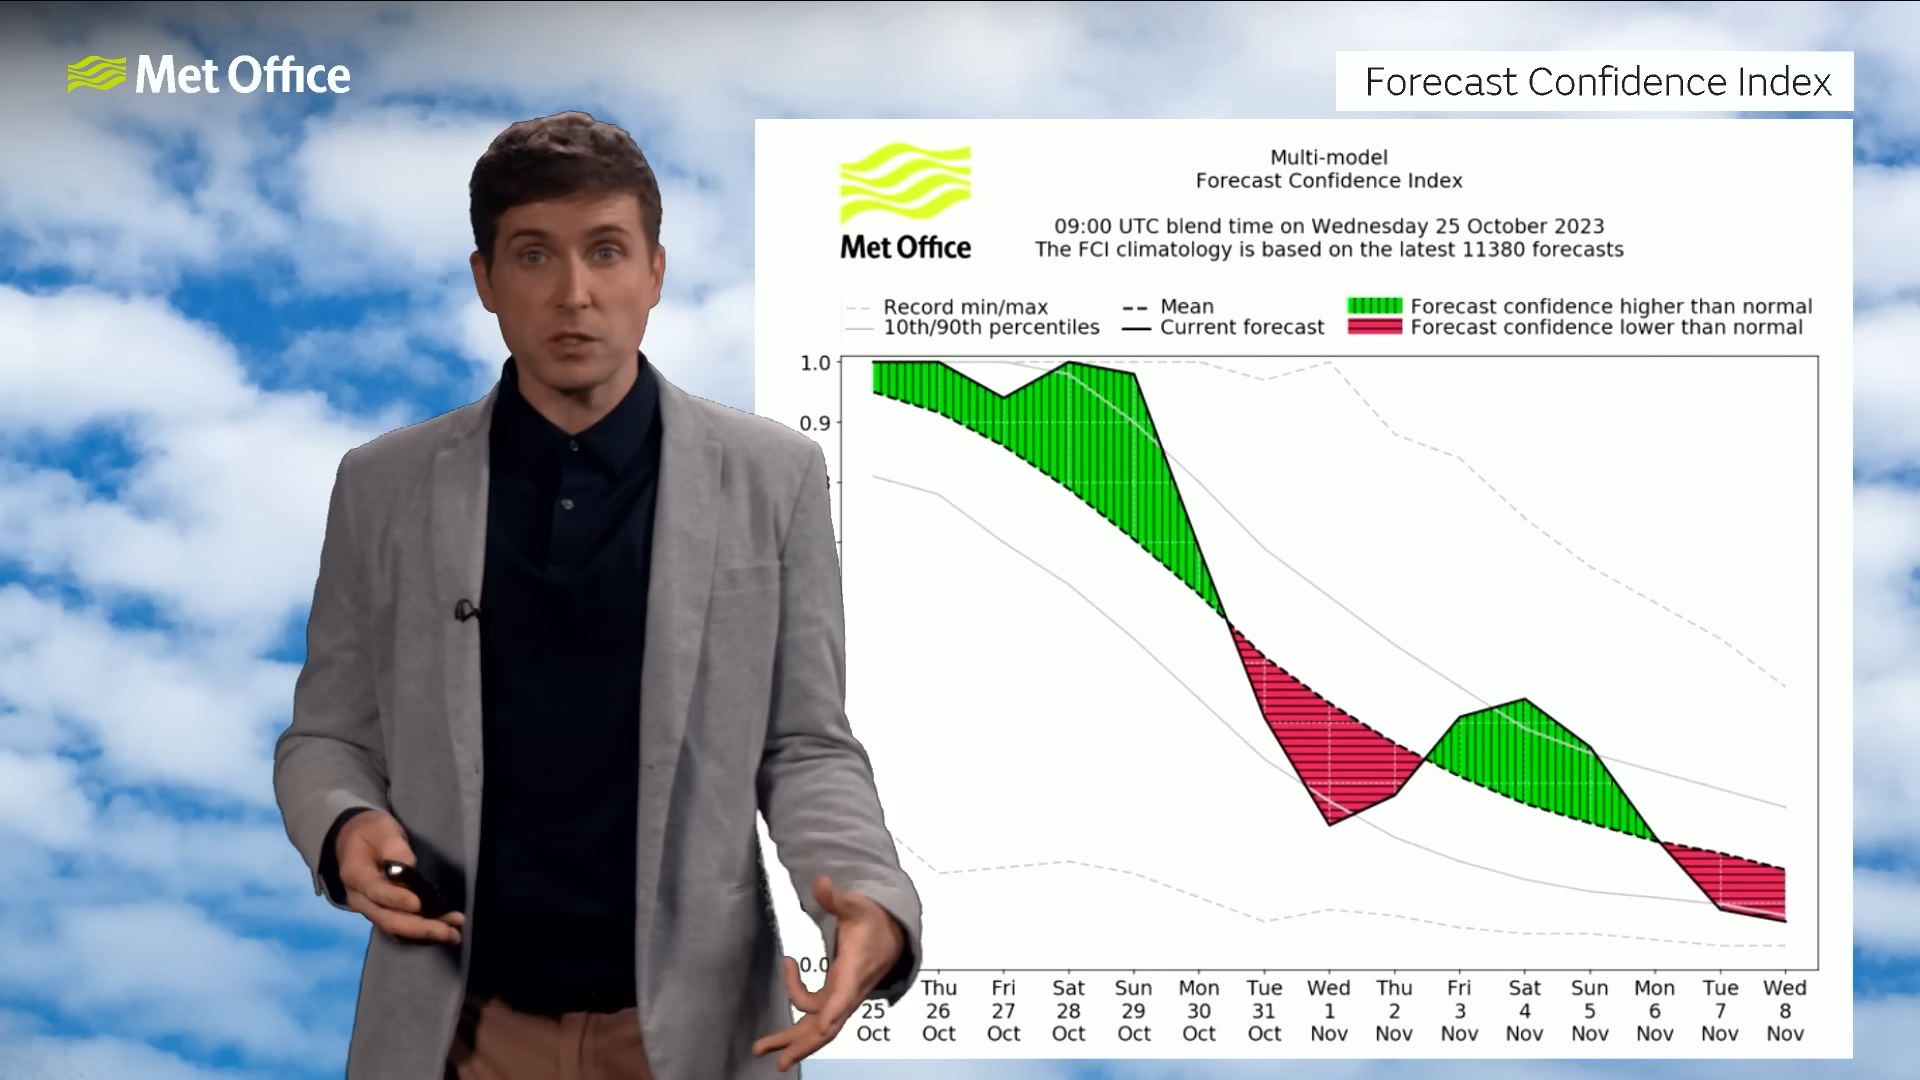 Met Office
Forecast Confidence Index
Met Office
Multi-model
Forecast Confidence Index
09:00 UTC blend time on Wednesday 25 October 2023
The FCI climatology is based on the latest 11380 forecasts
Record min/max
10th/90th percentiles
Mean
Current forecast
Forecast confidence higher than normal
Forecast confidence lower than normal
1.0
0.9
0.0
Thu Fri Sat Sun Mon Tue Wed Thu Fri Sat Sun Mon Tue Wed
25 26 27 28 29 30 31 1 2 3 4 5 6 7 8
Oct Oct Oct Oct Oct Oct Oct Nov Nov Nov Nov Nov Nov Nov Nov